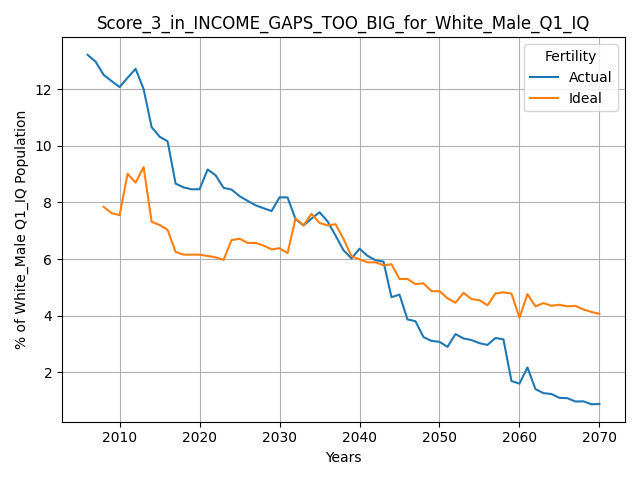 Score_3_in_INCOME_GAPS_TOO_BIG_for_White_Male_Q1_IQ
Fertility
Actual
Ideal
% of White_Male Q1_IQ Population
12
10
8
6
4
2
2010 2020 2030 2040 2050 2060 2070
Years